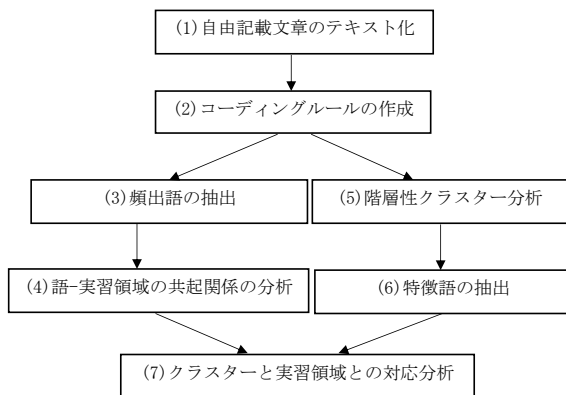 (1)自由記載文章のテキスト化
(2)コーディングルールの作成
(3)頻出語の抽出
(5)階層性クラスター分析
(4)語−実習領域の共起関係の分析
(6)特徴語の抽出
(7)クラスターと実習領域との対応分析